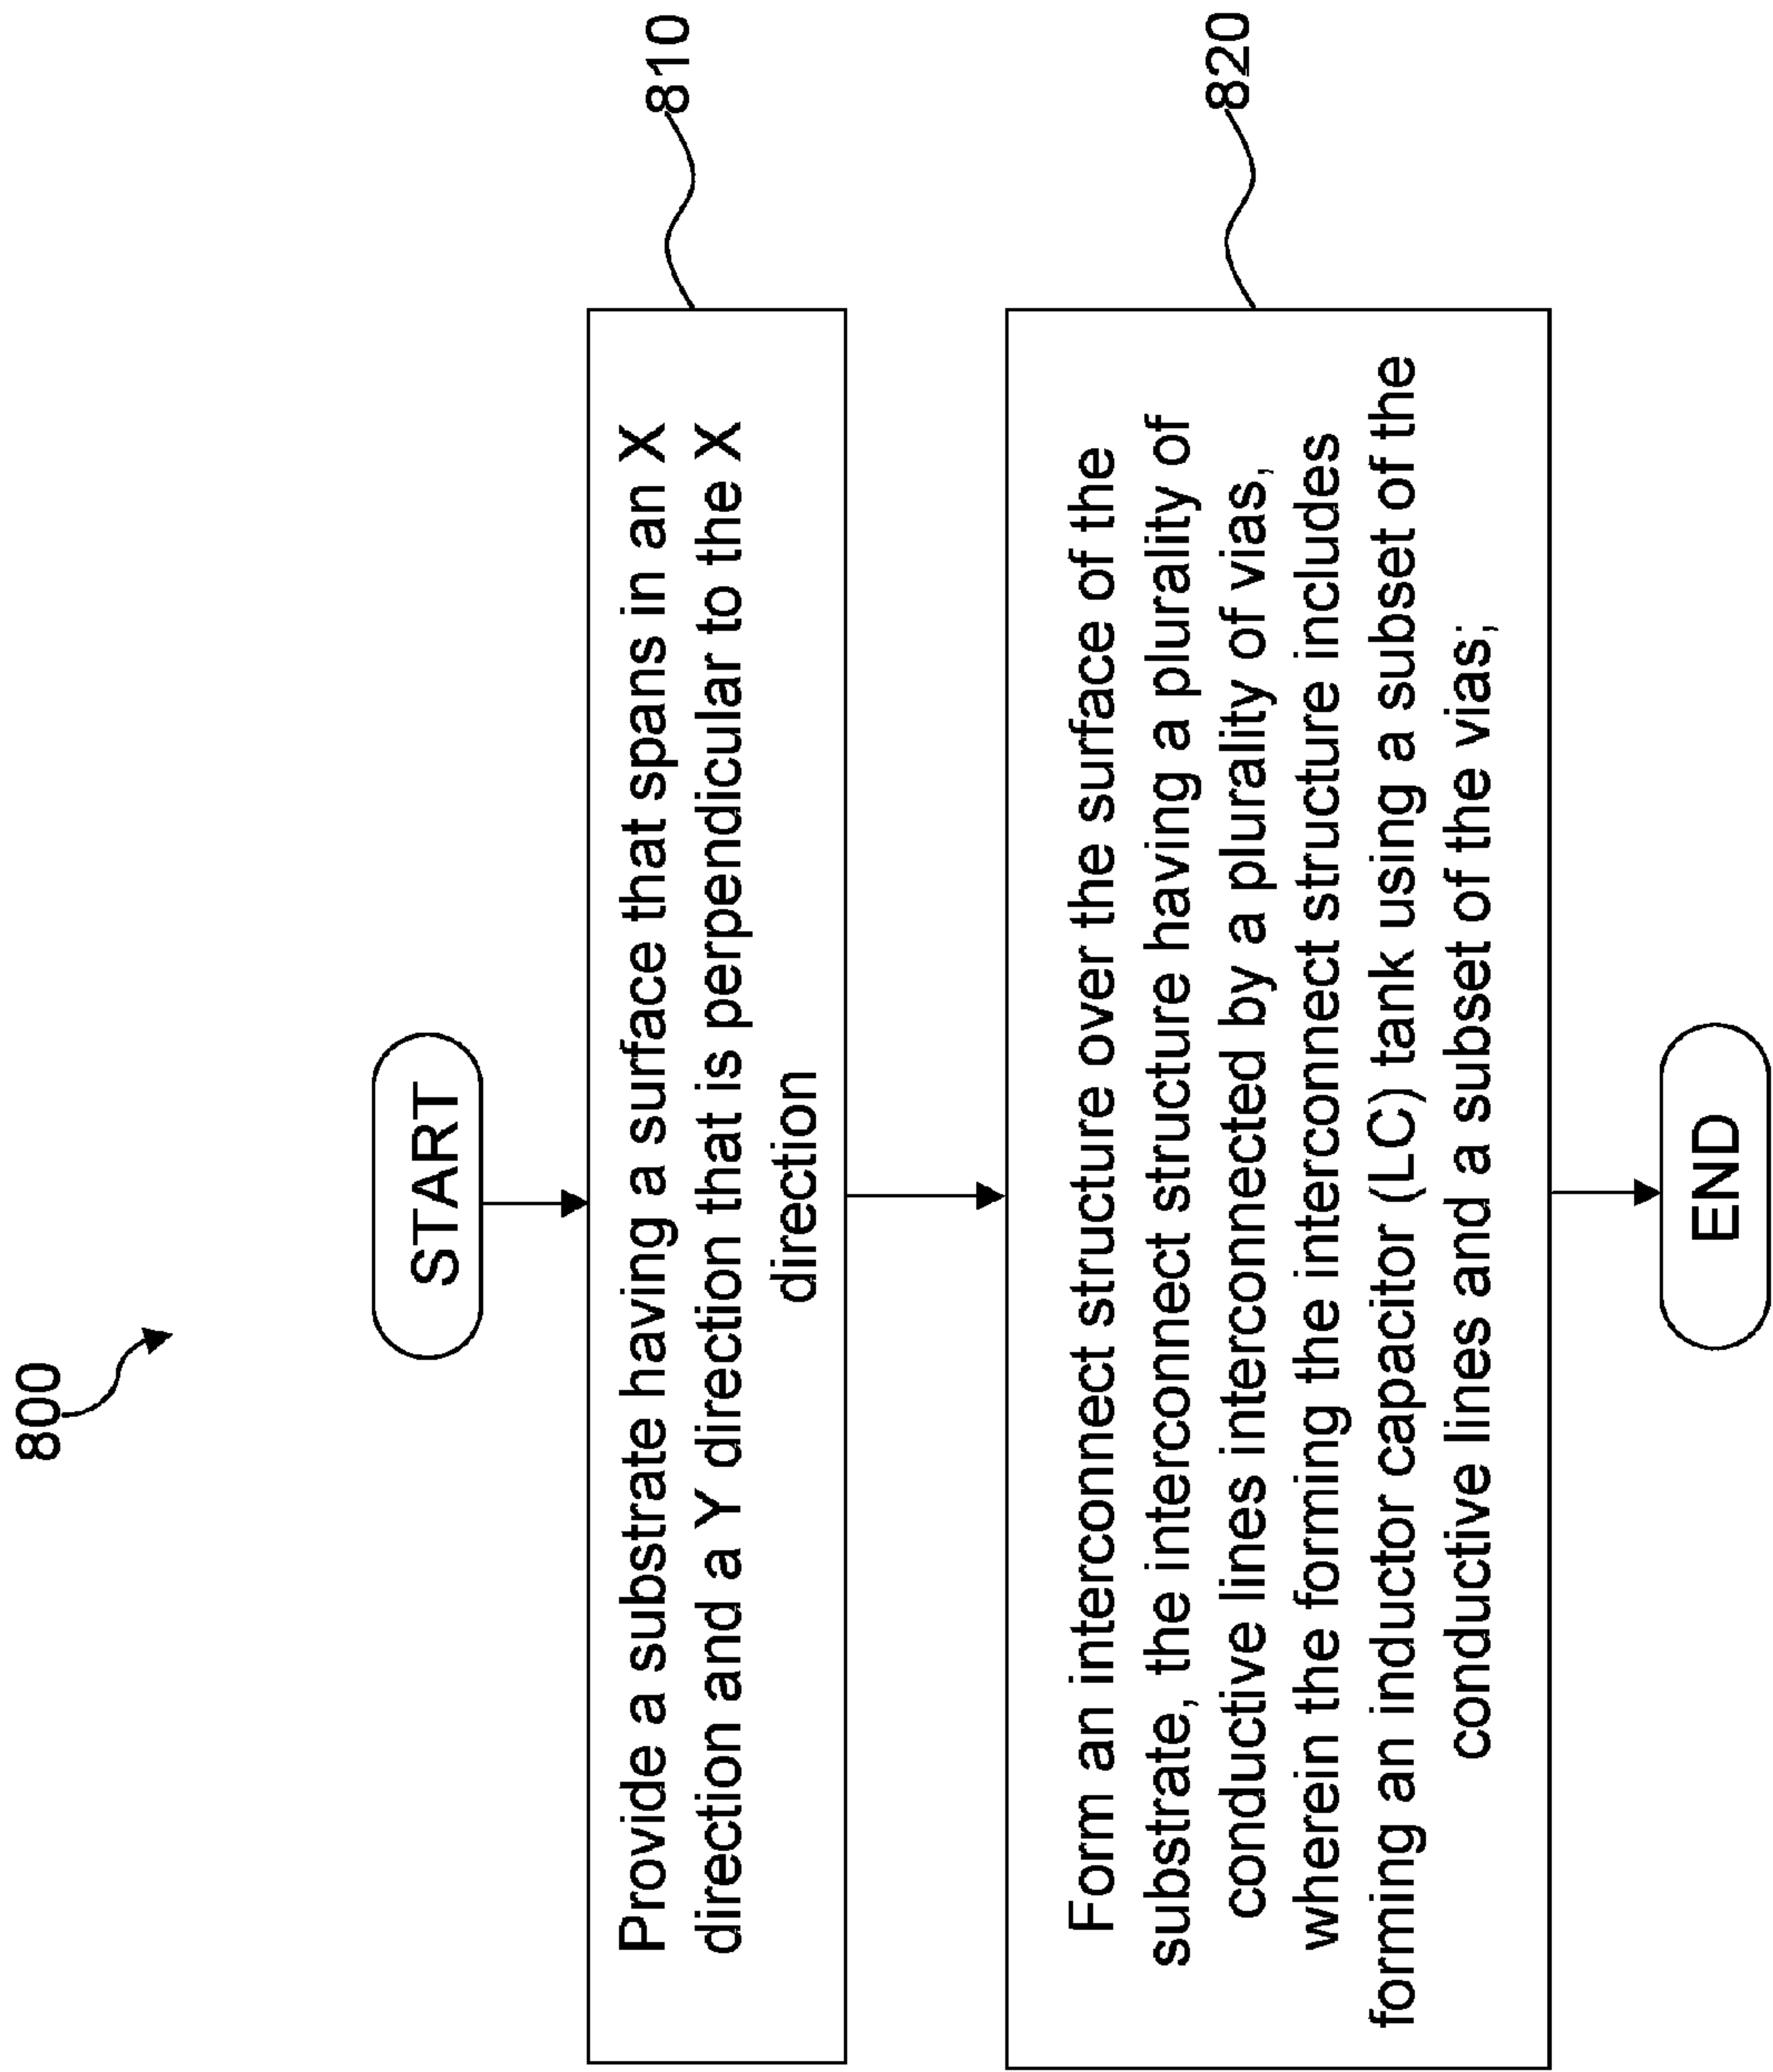 800
START
810
Provide a substrate having a surface that spans in an X
direction and a Y direction that is perpendicular to the X
direction
820
Form an interconnect structure over the surface of the
substrate, the interconnect structure having a plurality of
conductive lines interconnected by a plurality of vias,
wherein the forming the interconnect structure includes
forming an inductor capacitor (LC) tank using a subset of the
conductive lines and a subset of the vias;
END